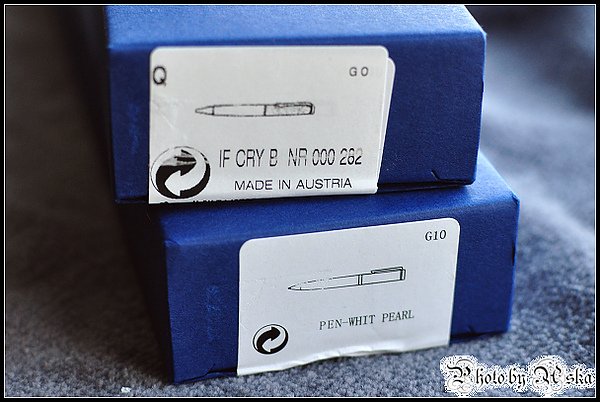 Q
G0
IF CRY B NR 000 282
MADE IN AUSTRIA
G10
PEN-WHIT PEARL
Photo by Aska